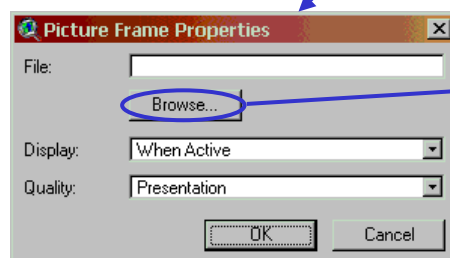 Picture Frame Properties
File:
Browse...
Display: When Active
Quality: Presentation
OK Cancel